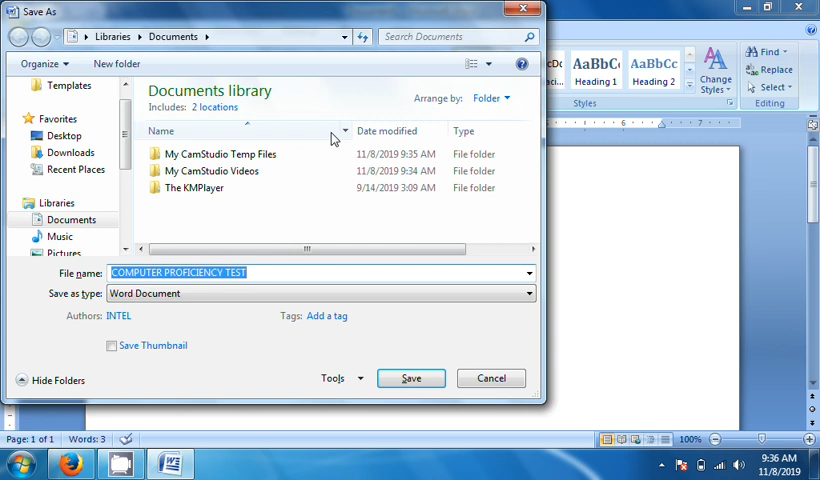 Save As
Libraries
Documents
Search Documents
Organize
New folder
Templates
Favorites
Desktop
Downloads
Recent Places
Libraries
Documents
Music
Pictures
Documents library
Includes: 2 locations
Arrange by: Folder
Name Date modified Type
My CamStudio Temp Files 11/8/2019 9:35 AM File folder
My CamStudio Videos 11/8/2019 9:34 AM File folder
The KMPlayer 9/14/2019 3:09 AM File folder
File name: COMPUTER PROFICIENCY TEST
Save as type: Word Document
Authors: INTEL Tags: Add a tag
Save Thumbnail
Hide Folders
Tools Save Cancel
AaBbC AaBbCc
Heading 1 Heading 2
Change
Styles
Styles
Find
Replace
Select
Editing
6 7
Page: 1 of 1 Words: 3
100%
9:36 AM
11/8/2019